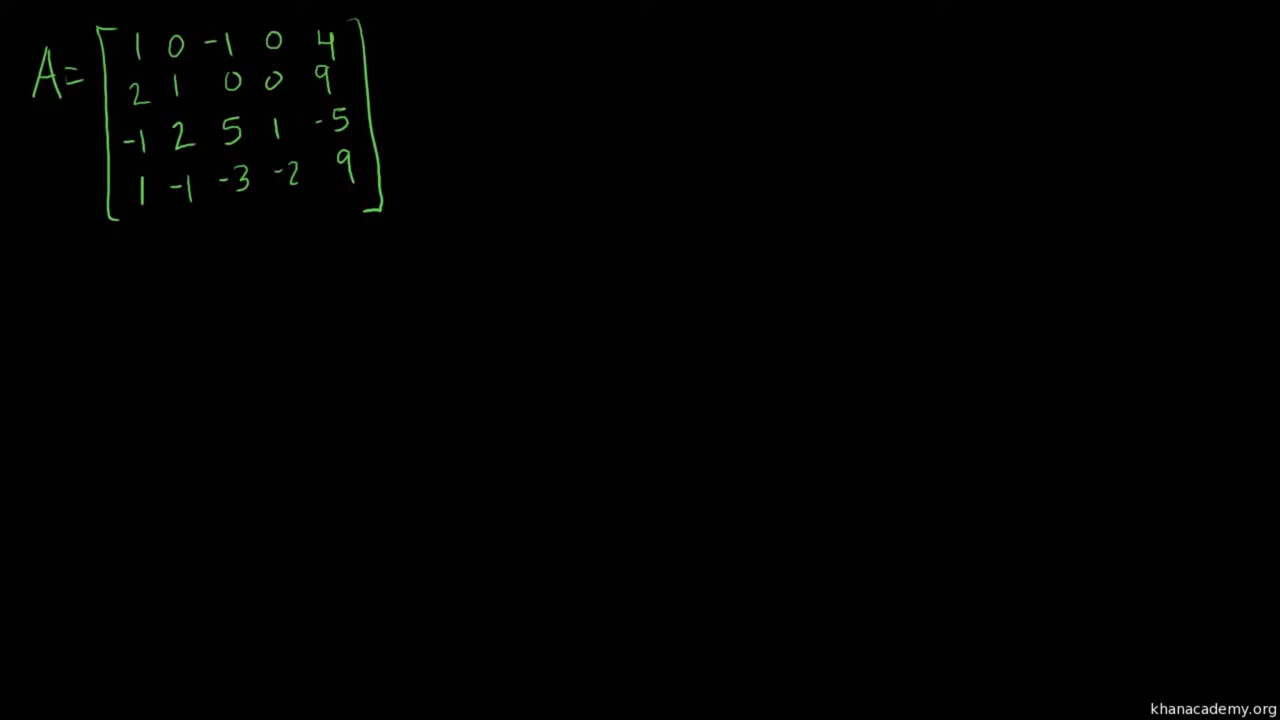 A = [ 1 0 -1 0 4
2 1 0 0 9
-1 2 5 1 -5
1 -1 -3 -2 9 ]
khanacademy.org